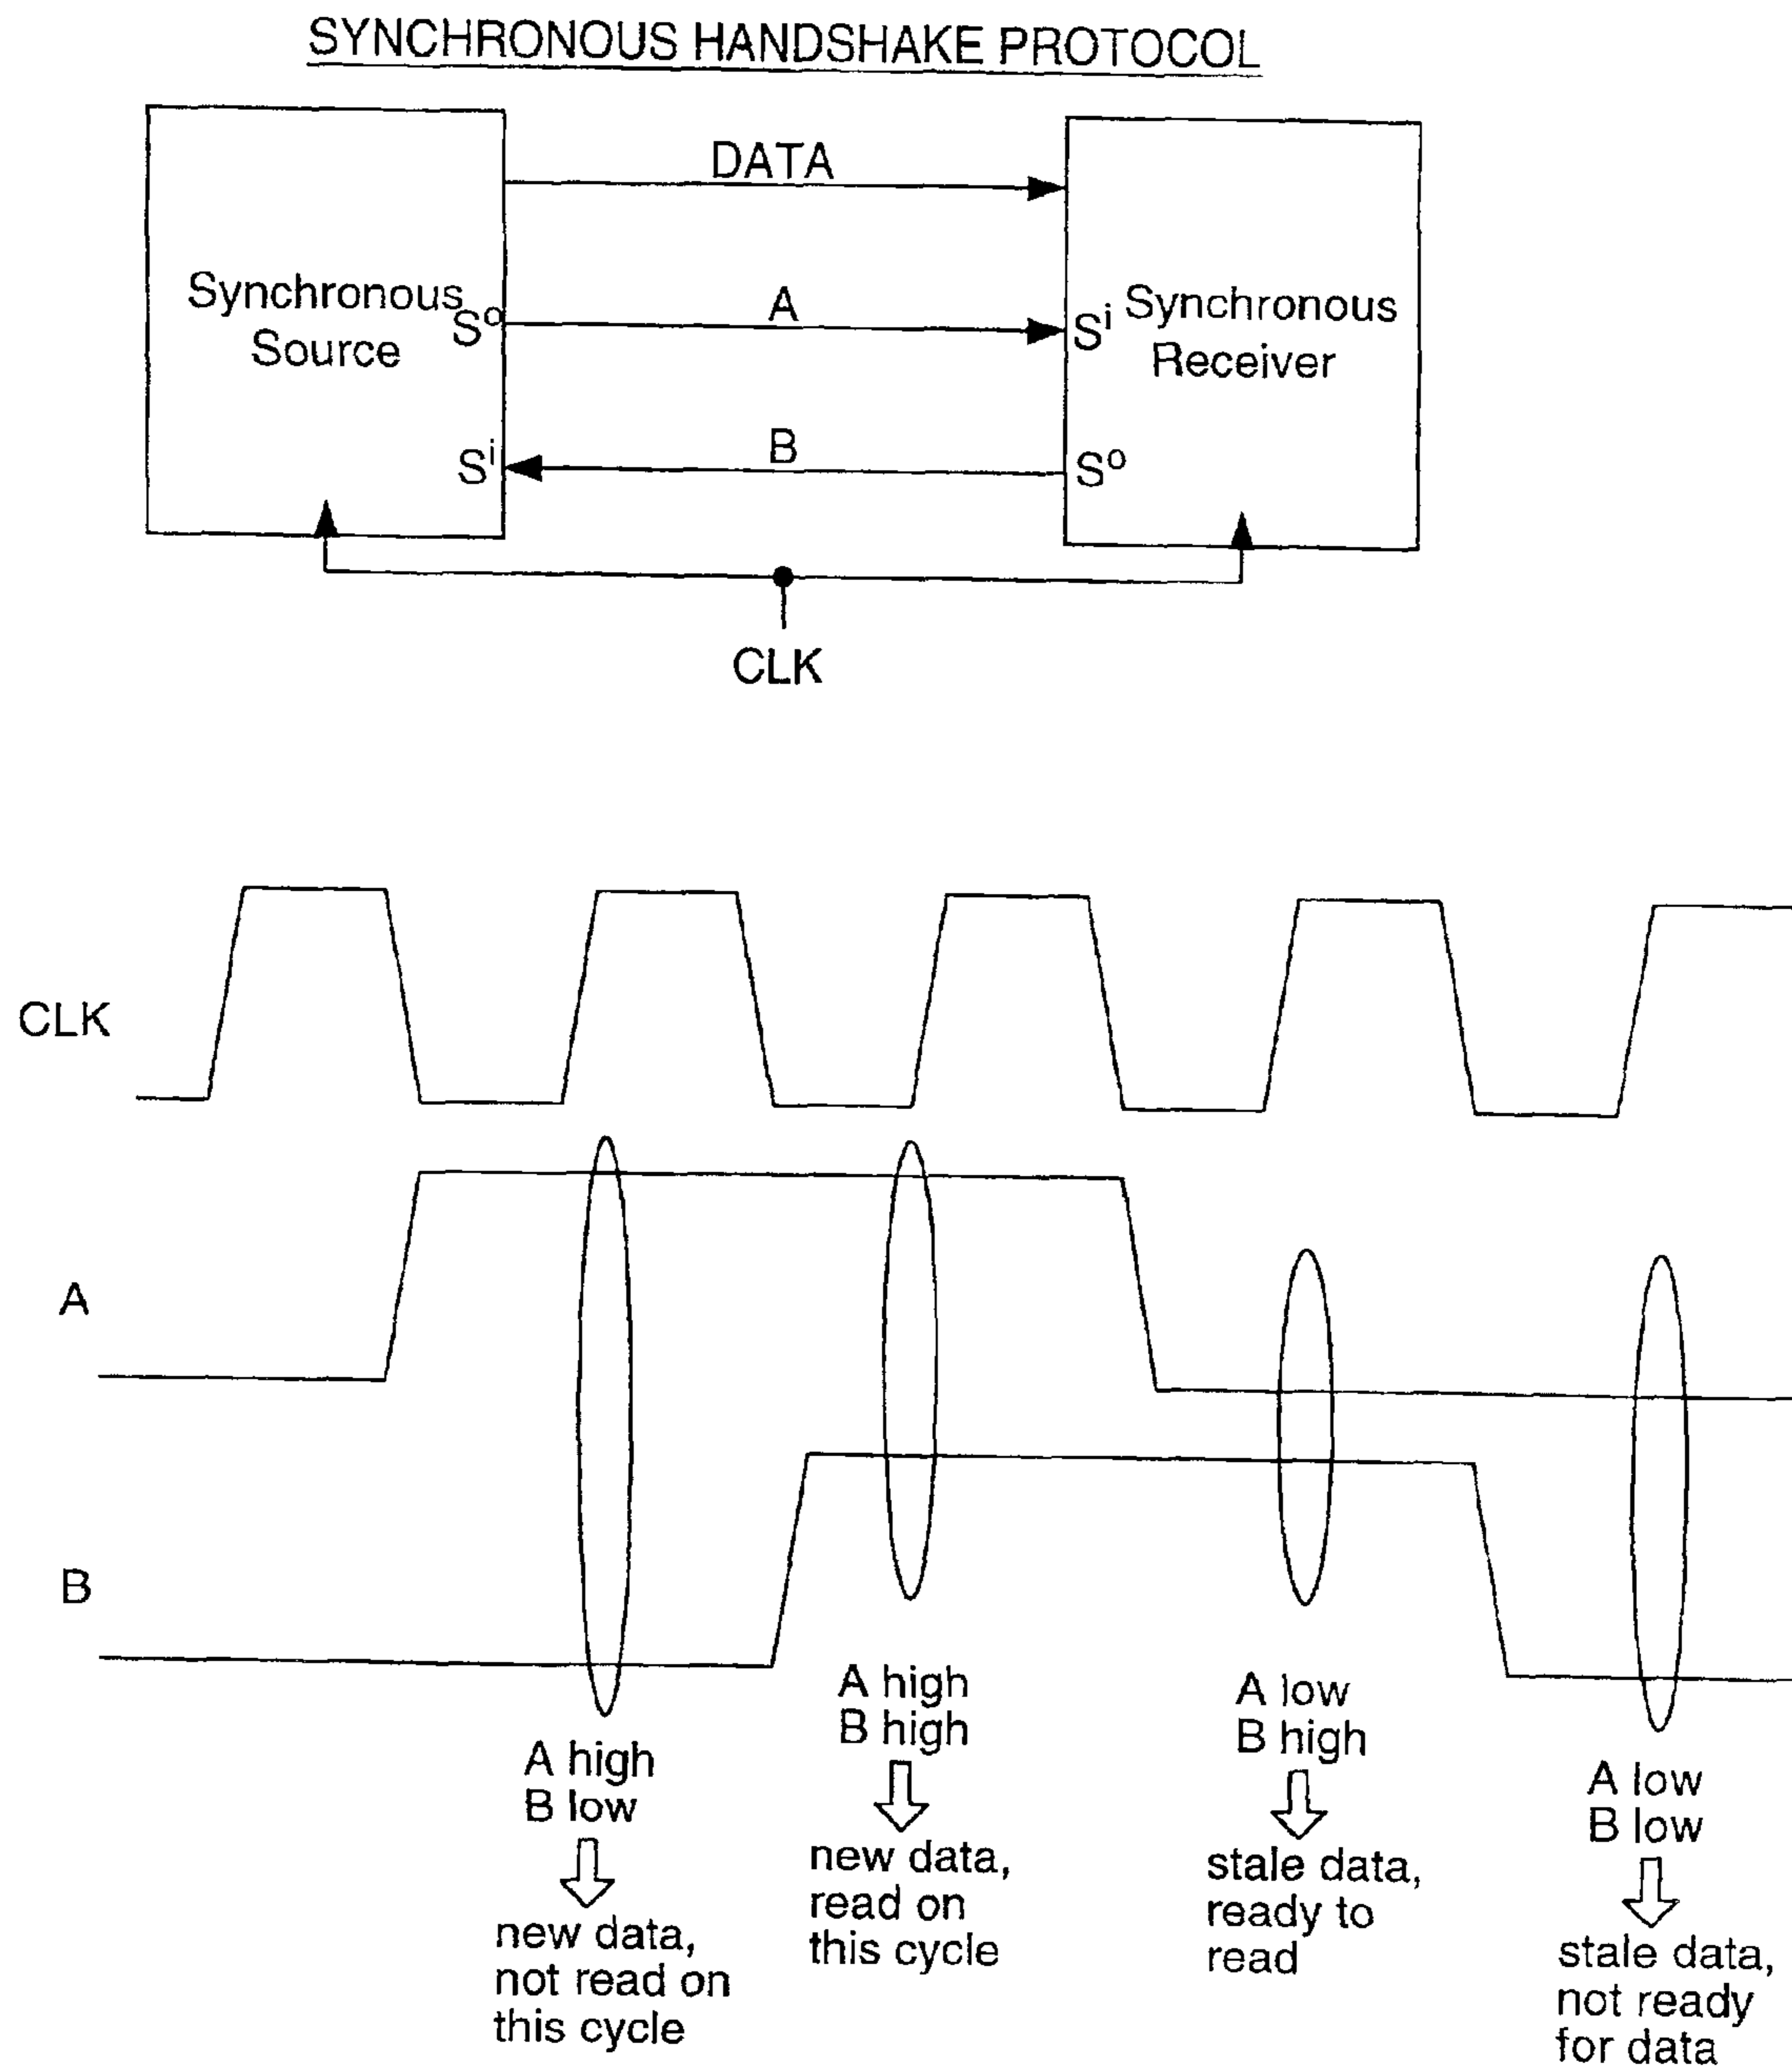 SYNCHRONOUS HANDSHAKE PROTOCOL
DATA
Synchronous
Source
S^o
A
S^i
Synchronous
Receiver
S^i
B
S^o
CLK
CLK
A
B
A high
B low
new data,
not read on
this cycle
A high
B high
new data,
read on
this cycle
A low
B high
stale data,
ready to
read
A low
B low
stale data,
not ready
for data